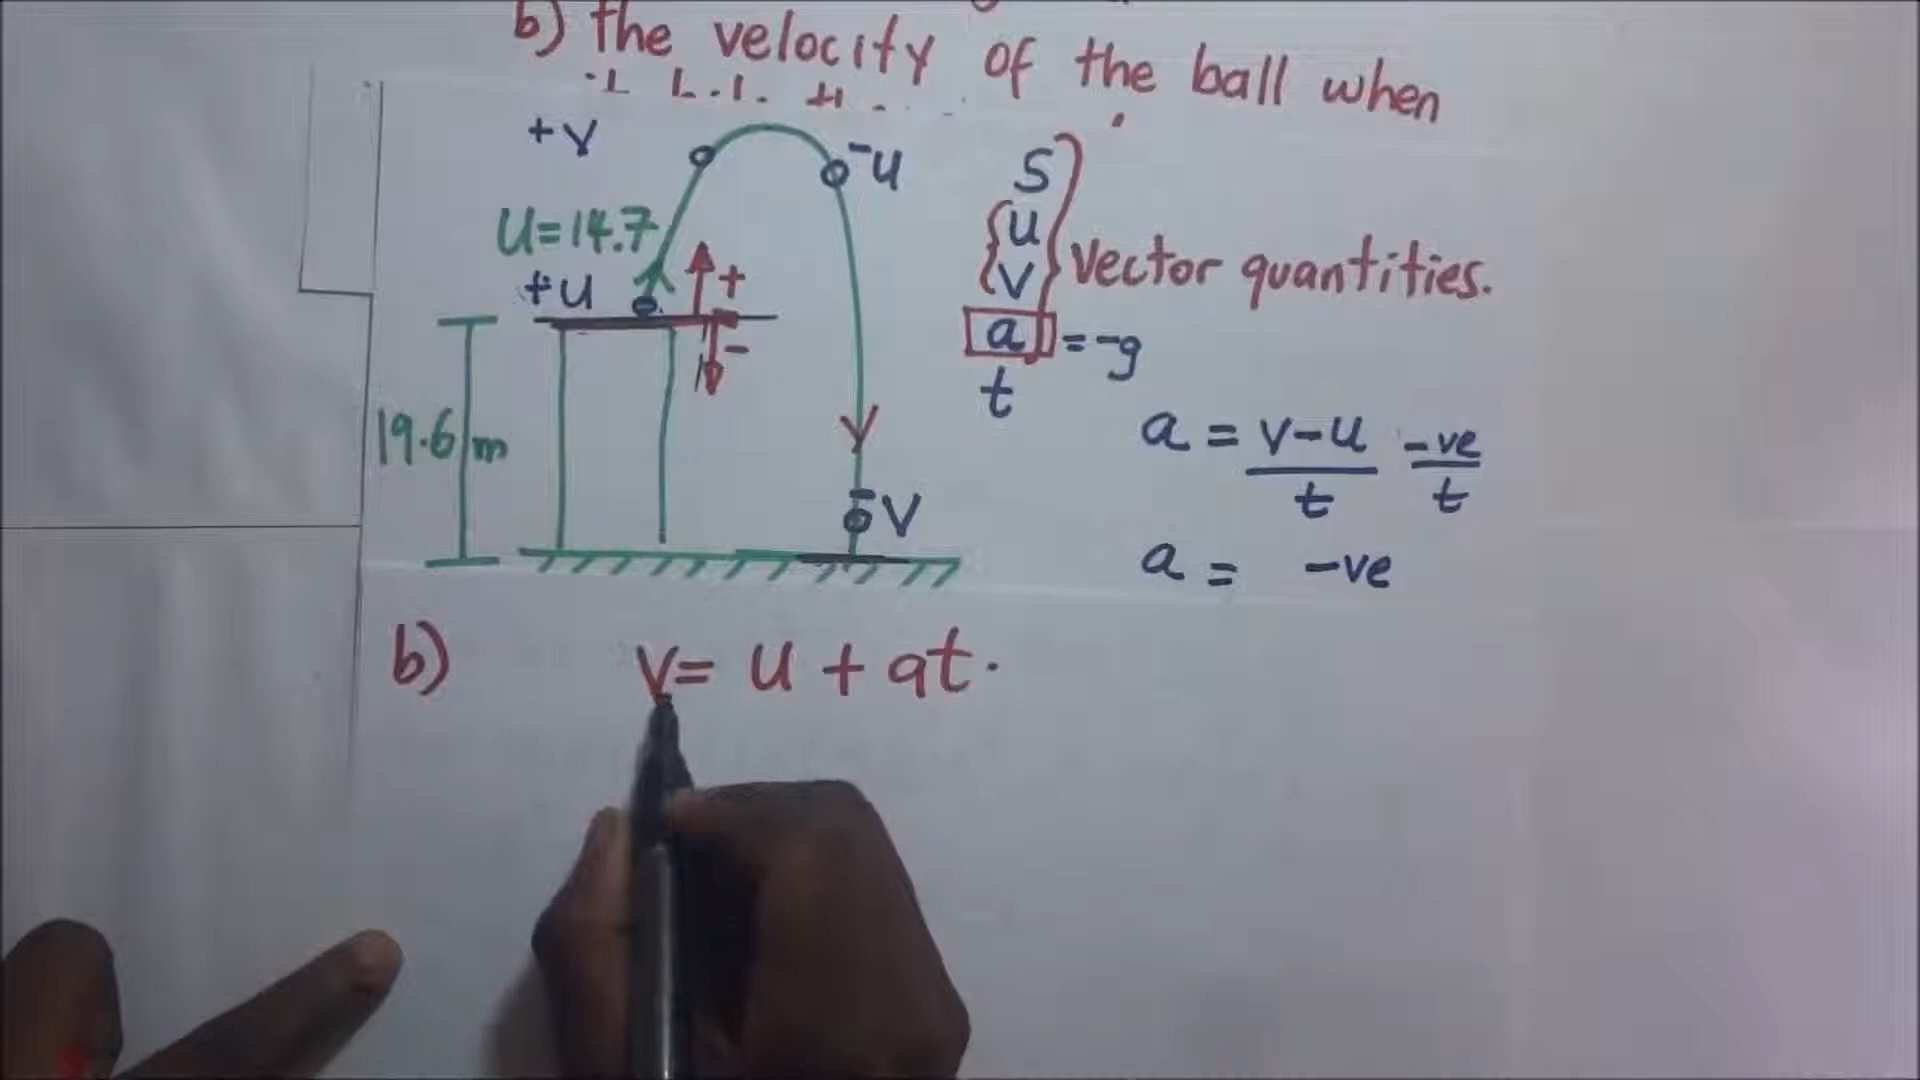 b) the velocity of the ball when
+V
-u
S
U=14.7
u
Vector quantities.
+
v
+u
-
a = -g
t
19.6m
a = v-u -ve
t t
-V
a = -ve
b) v= u + at.